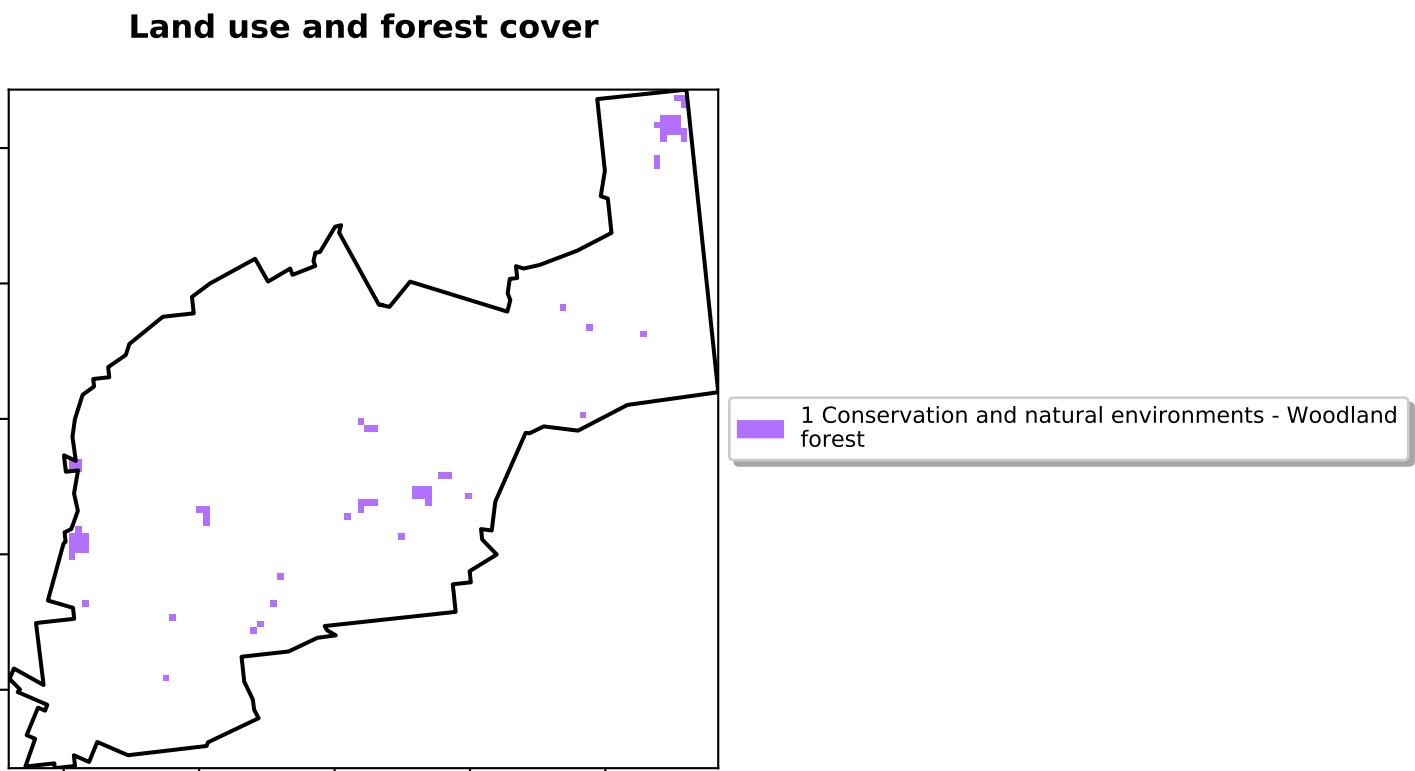 Land use and forest cover
1 Conservation and natural environments - Woodland
forest